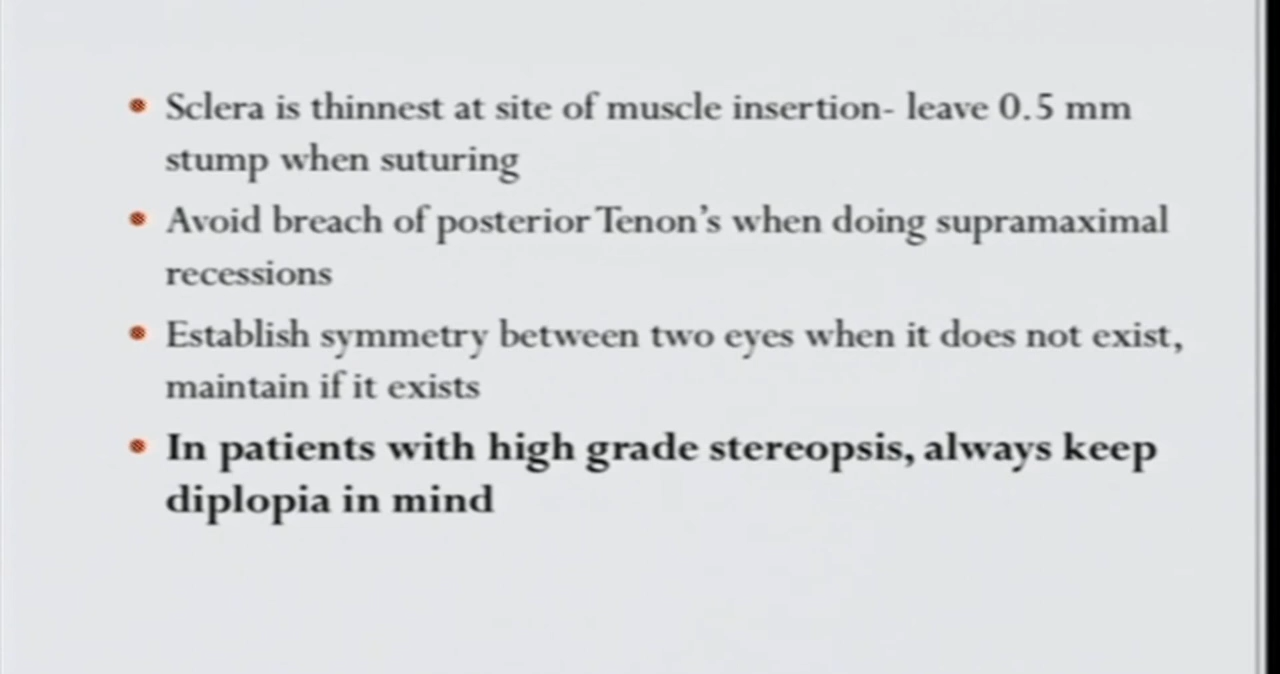 Sclera is thinnest at site of muscle insertion- leave 0.5 mm
stump when suturing
Avoid breach of posterior Tenon's when doing supramaximal
recessions
Establish symmetry between two eyes when it does not exist,
maintain if it exists
In patients with high grade stereopsis, always keep
diplopia in mind